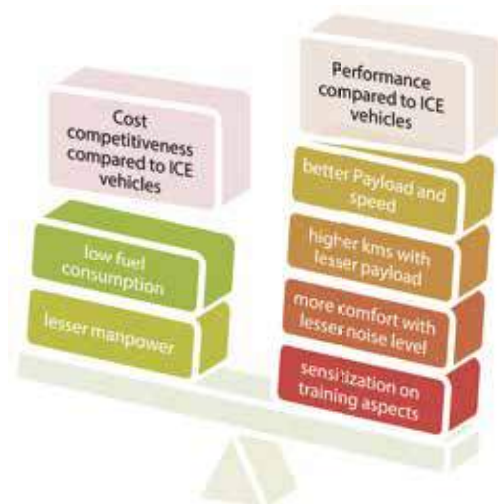 Cost
competitiveness
compared to ICE
vehicles
low fuel
consumption
lesser manpower
Performance
compared to ICE
vehicles
better Payload and
speed
higher kms with
lesser payload
more comfort with
lesser noise level
sensitization on
training aspects